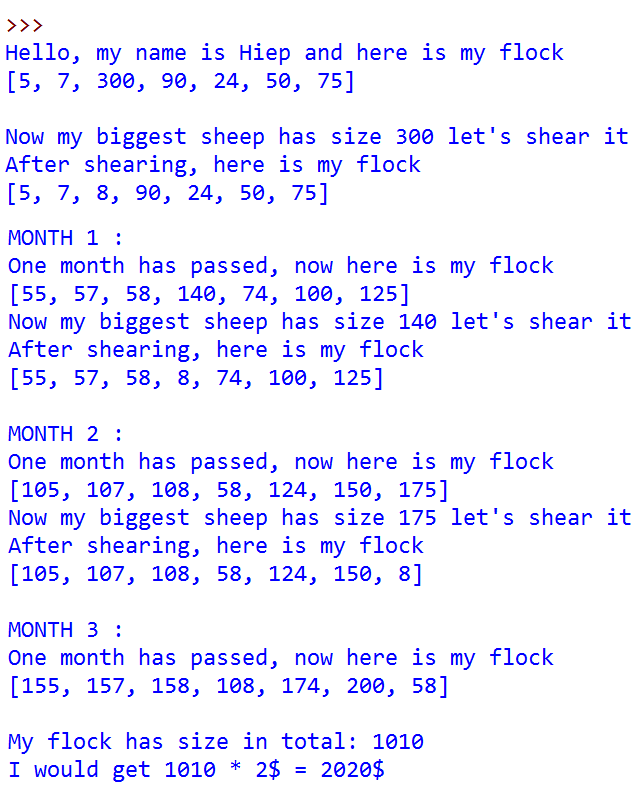 >>>
Hello, my name is Hiep and here is my flock
[5, 7, 300, 90, 24, 50, 75]
Now my biggest sheep has size 300 let's shear it
After shearing, here is my flock
[5, 7, 8, 90, 24, 50, 75]
MONTH 1 :
One month has passed, now here is my flock
[55, 57, 58, 140, 74, 100, 125]
Now my biggest sheep has size 140 let's shear it
After shearing, here is my flock
[55, 57, 58, 8, 74, 100, 125]
MONTH 2 :
One month has passed, now here is my flock
[105, 107, 108, 58, 124, 150, 175]
Now my biggest sheep has size 175 let's shear it
After shearing, here is my flock
[105, 107, 108, 58, 124, 150, 8]
MONTH 3 :
One month has passed, now here is my flock
[155, 157, 158, 108, 174, 200, 58]
My flock has size in total: 1010
I would get 1010 * 2$ = 2020$